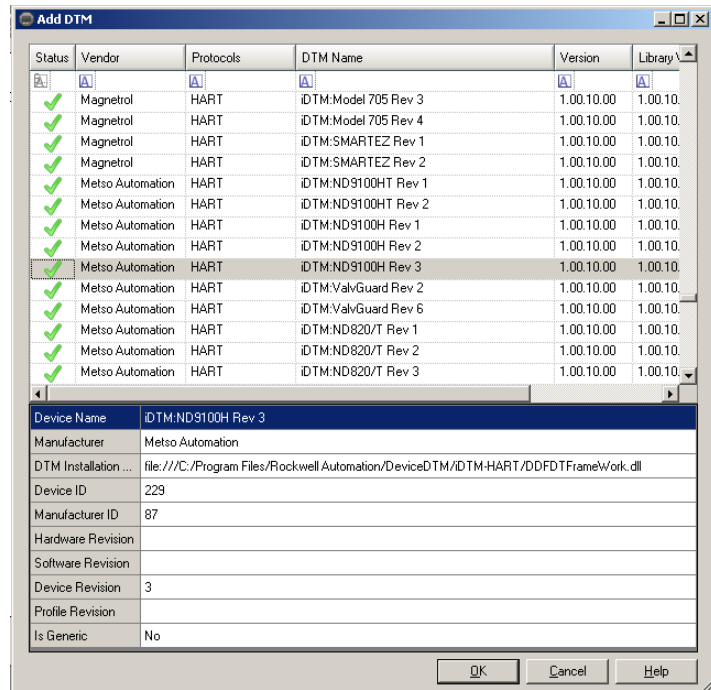 Add DTM
Status Vendor Protocols DTM Name Version Library V
A A A A A A
Magnetrol HART iDTM:Model 705 Rev 3 1.00.10.00 1.00.10.
Magnetrol HART iDTM:Model 705 Rev 4 1.00.10.00 1.00.10.
Magnetrol HART iDTM:SMARTEZ Rev 1 1.00.10.00 1.00.10.
Magnetrol HART iDTM:SMARTEZ Rev 2 1.00.10.00 1.00.10.
Metso Automation HART iDTM:ND9100HT Rev 1 1.00.10.00 1.00.10.
Metso Automation HART iDTM:ND9100HT Rev 2 1.00.10.00 1.00.10.
Metso Automation HART iDTM:ND9100H Rev 1 1.00.10.00 1.00.10.
Metso Automation HART iDTM:ND9100H Rev 2 1.00.10.00 1.00.10.
Metso Automation HART iDTM:ND9100H Rev 3 1.00.10.00 1.00.10.
Metso Automation HART iDTM:ValvGuard Rev 2 1.00.10.00 1.00.10.
Metso Automation HART iDTM:ValvGuard Rev 6 1.00.10.00 1.00.10.
Metso Automation HART iDTM:ND820/T Rev 1 1.00.10.00 1.00.10.
Metso Automation HART iDTM:ND820/T Rev 2 1.00.10.00 1.00.10.
Metso Automation HART iDTM:ND820/T Rev 3 1.00.10.00 1.00.10.
Device Name iDTM:ND9100H Rev 3
Manufacturer Metso Automation
DTM Installation ... file:///C:/Program Files/Rockwell Automation/DeviceDTM/iDTM-HART/DDFDTFrameWork.dll
Device ID 229
Manufacturer ID 87
Hardware Revision
Software Revision
Device Revision 3
Profile Revision
Is Generic No
OK Cancel Help